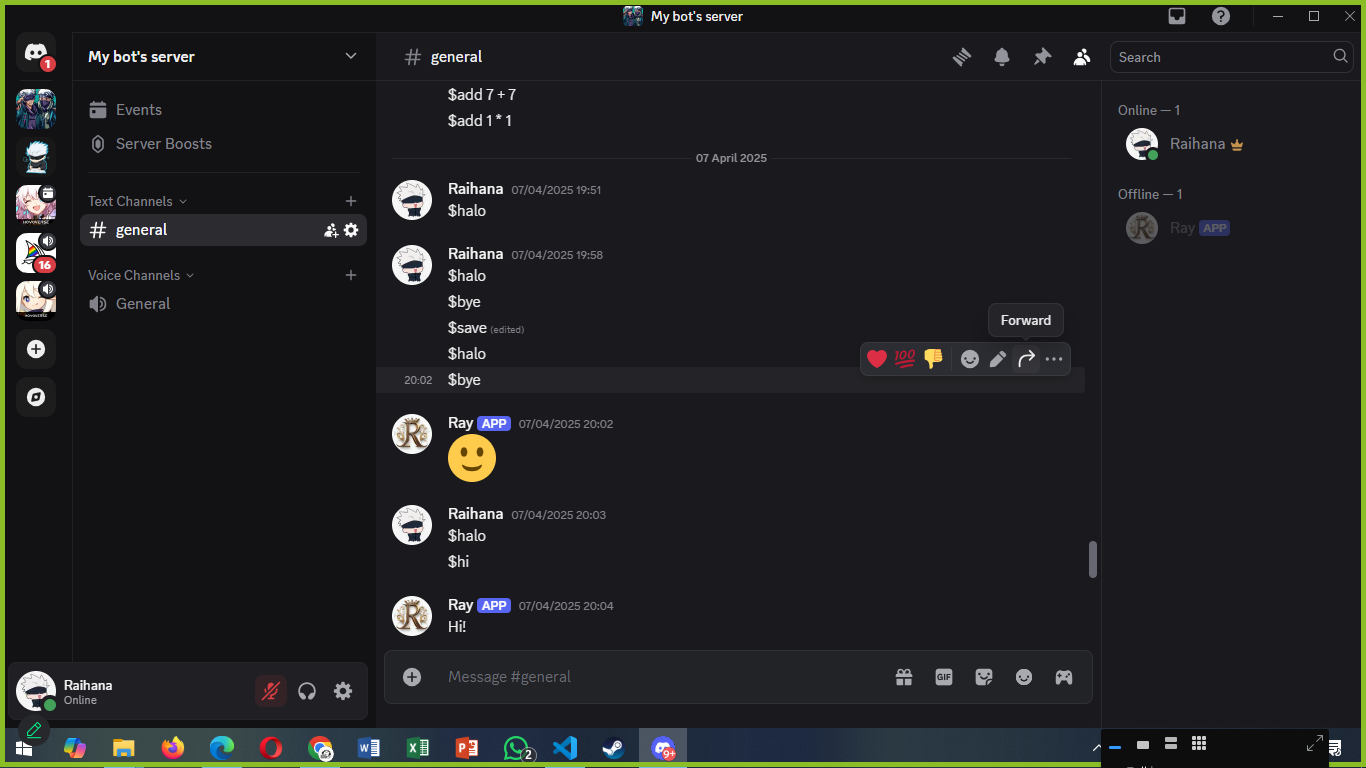 My bot's server
1
My bot's server
general
Search
Events
Server Boosts
Text Channels
general
Voice Channels
General
HOYOVERSE
16
HOYOVERSE
$add 7 + 7
$add 1 * 1
07 April 2025
Raihana 07/04/2025 19:51
$halo
Raihana 07/04/2025 19:58
$halo
$bye
$save (edited)
$halo
Forward
100
20:02 $bye
Ray APP 07/04/2025 20:02
Raihana 07/04/2025 20:03
$halo
$hi
Ray APP 07/04/2025 20:04
Hi!
Message #general
GIF
Online — 1
Raihana
Offline — 1
Ray APP
Raihana
Online
2
9+